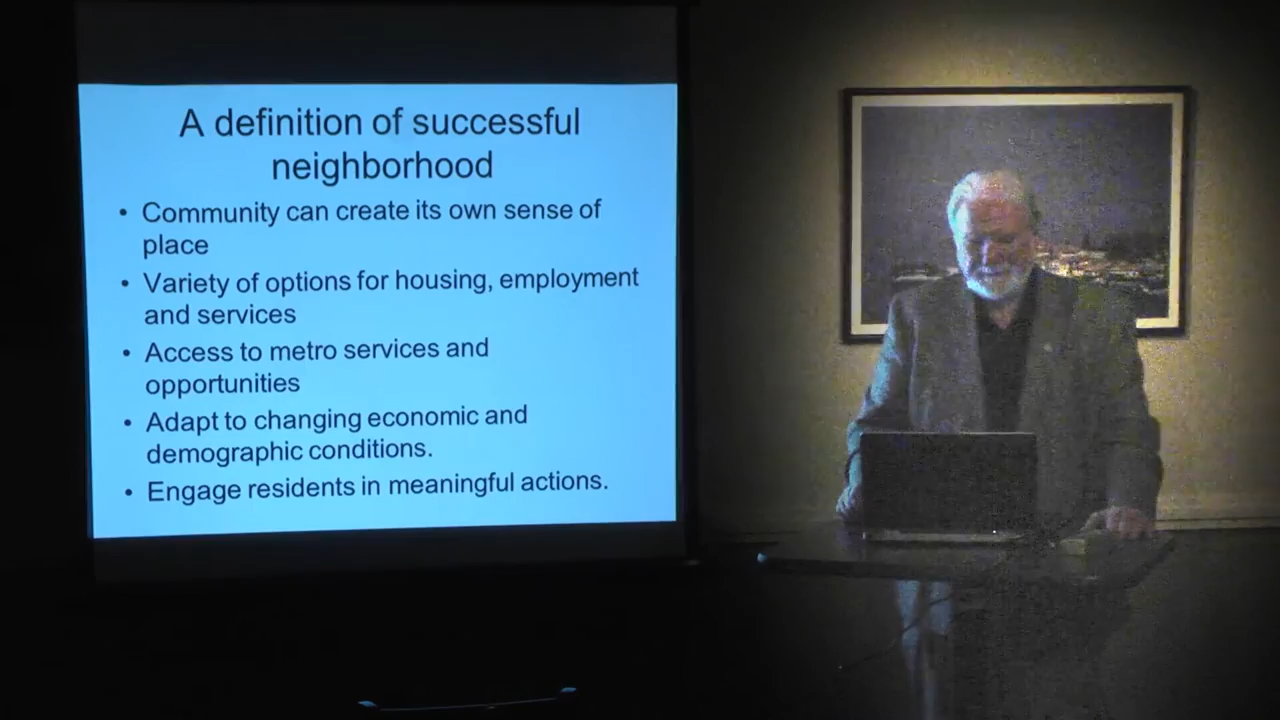 A definition of successful
neighborhood
• Community can create its own sense of
place
• Variety of options for housing, employment
and services
• Access to metro services and
opportunities
• Adapt to changing economic and
demographic conditions.
• Engage residents in meaningful actions.